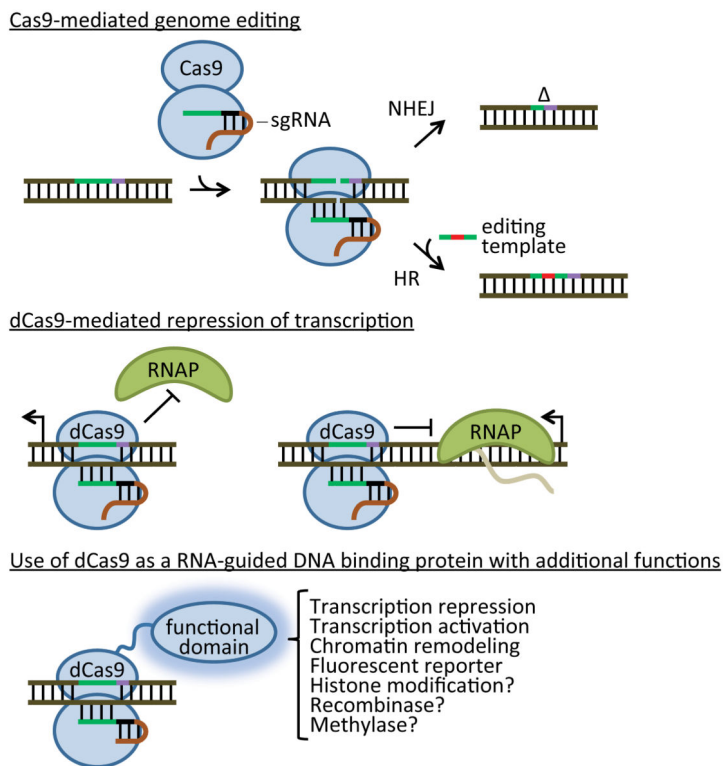 Cas9-mediated genome editing
Cas9
sgRNA
NHEJ
Δ
editing
template
HR
dCas9-mediated repression of transcription
RNAP
dCas9
dCas9
RNAP
Use of dCas9 as a RNA-guided DNA binding protein with additional functions
functional
domain
dCas9
Transcription repression
Transcription activation
Chromatin remodeling
Fluorescent reporter
Histone modification?
Recombinase?
Methylase?